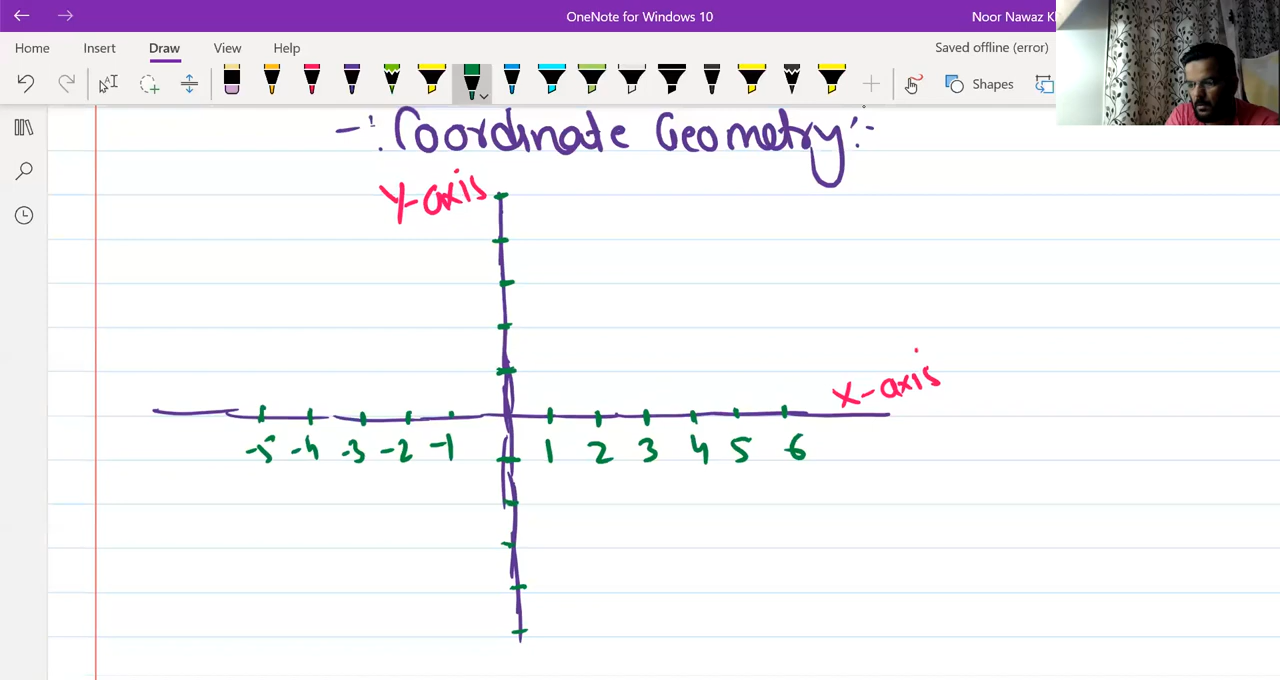 OneNote for Windows 10
Noor Nawaz
Home Insert Draw View Help
Saved offline (error)
Shapes
-: Coordinate Geometry :-
Y-axis
X-axis
-5 -4 -3 -2 -1 1 2 3 4 5 6